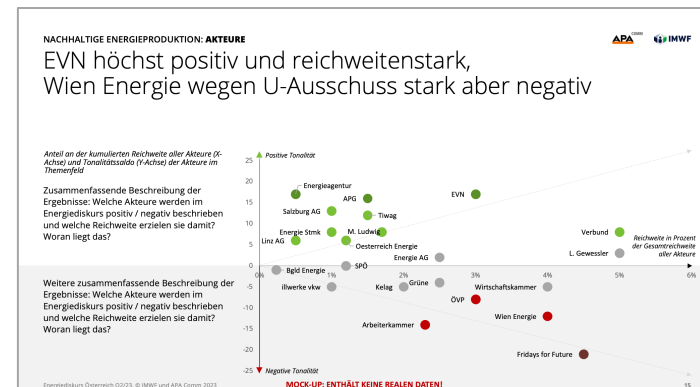 NACHHALTIGE ENERGIEPRODUKTION: AKTEURE
APA COMM IMWF
EVN höchst positiv und reichweitenstark,
Wien Energie wegen U-Ausschuss stark aber negativ
Anteil an der kumulierten Reichweite aller Akteure (X-
Achse) und Tonalitätssaldo (Y-Achse) der Akteure im
Themenfeld
Zusammenfassende Beschreibung der
Ergebnisse: Welche Akteure werden im
Energiediskurs positiv / negativ beschrieben
und welche Reichweite erzielen sie damit?
Woran liegt das?
Weitere zusammenfassende Beschreibung der
Ergebnisse: Welche Akteure werden im
Energiediskurs positiv / negativ beschrieben
und welche Reichweite erzielen sie damit?
Woran liegt das?
Positive Tonalität
25
20
15
10
5
0
-5
-10
-15
-20
-25
0%
1%
2%
3%
4%
5%
6%
Energieagentur
APG
EVN
Salzburg AG
Tiwag
Energie Stmk
M. Ludwig
Verbund
Linz AG
Oesterreich Energie
Reichweite in Prozent
der Gesamtreichweite
aller Akteure
Energie AG
L. Gewessler
Bgld Energie
SPÖ
illwerke vkw
Kelag
Grüne
Wirtschaftskammer
ÖVP
Arbeiterkammer
Wien Energie
Fridays for Future
Negative Tonalität
Energiediskurs Österreich Q2/23, © IMWF und APA Comm 2023
MOCK-UP: ENTHÄLT KEINE REALEN DATEN!
15